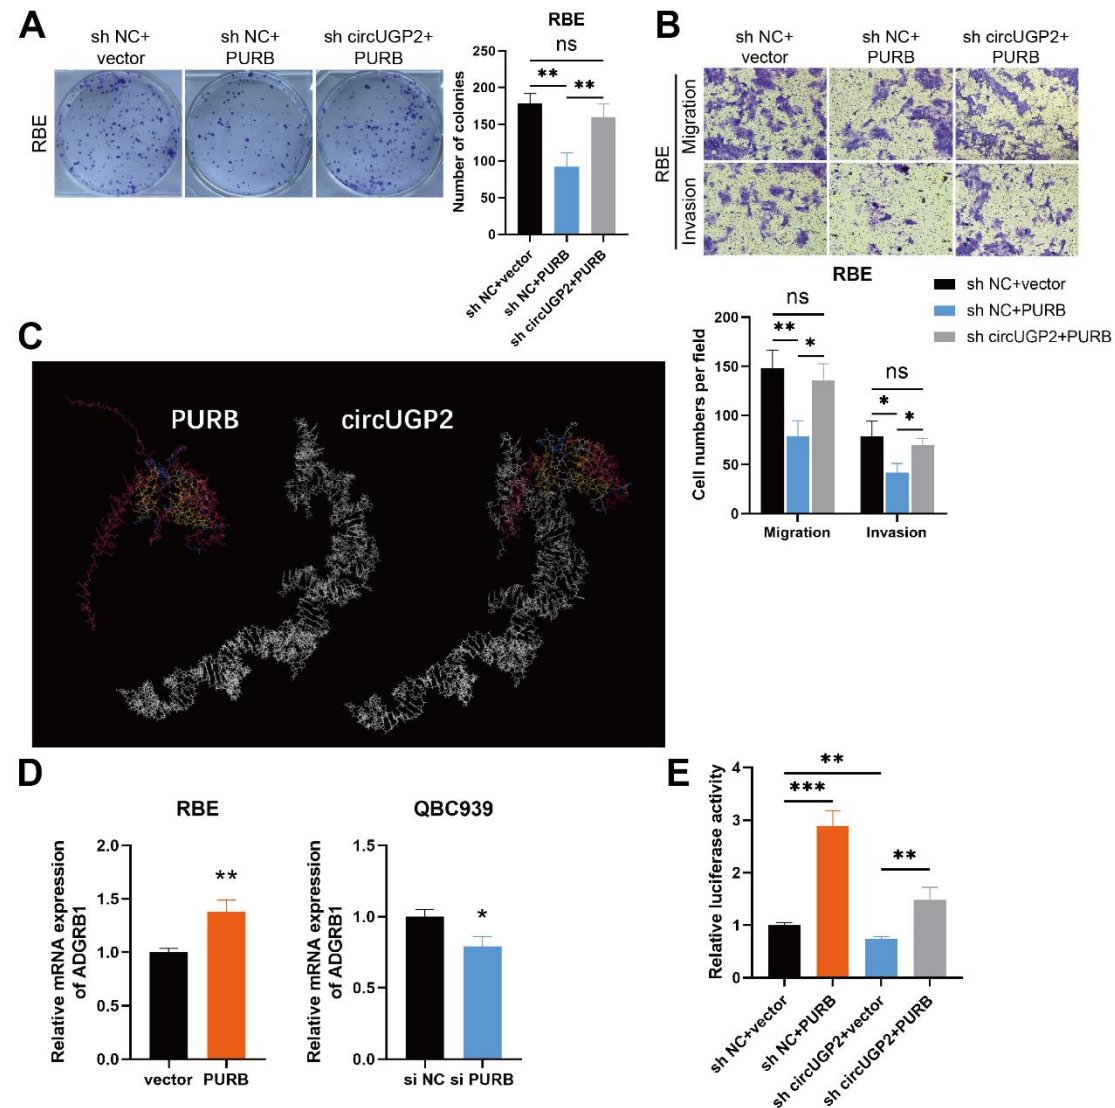 A
sh NC+
vector
sh NC+
PURB
sh circUGP2+
PURB
RBE
RBE
Number of colonies
250
200
150
100
50
0
ns
**
**
sh NC+vector
sh NC+PURB
sh circUGP2+PURB
B
sh NC+
vector
sh NC+
PURB
sh circUGP2+
PURB
RBE
Migration
Invasion
RBE
sh NC+vector
sh NC+PURB
sh circUGP2+PURB
Cell numbers per field
200
150
100
50
0
ns
**
*
ns
*
*
Migration
Invasion
C
PURB
circUGP2
D
RBE
Relative mRNA expression
of ADGRB1
2.0
1.5
1.0
0.5
0.0
**
vector
PURB
QBC939
Relative mRNA expression
of ADGRB1
1.5
1.0
0.5
0.0
*
si NC
si PURB
E
Relative luciferase activity
4
3
2
1
0
**
***
**
sh NC+vector
sh NC+PURB
sh circUGP2+vector
sh circUGP2+PURB